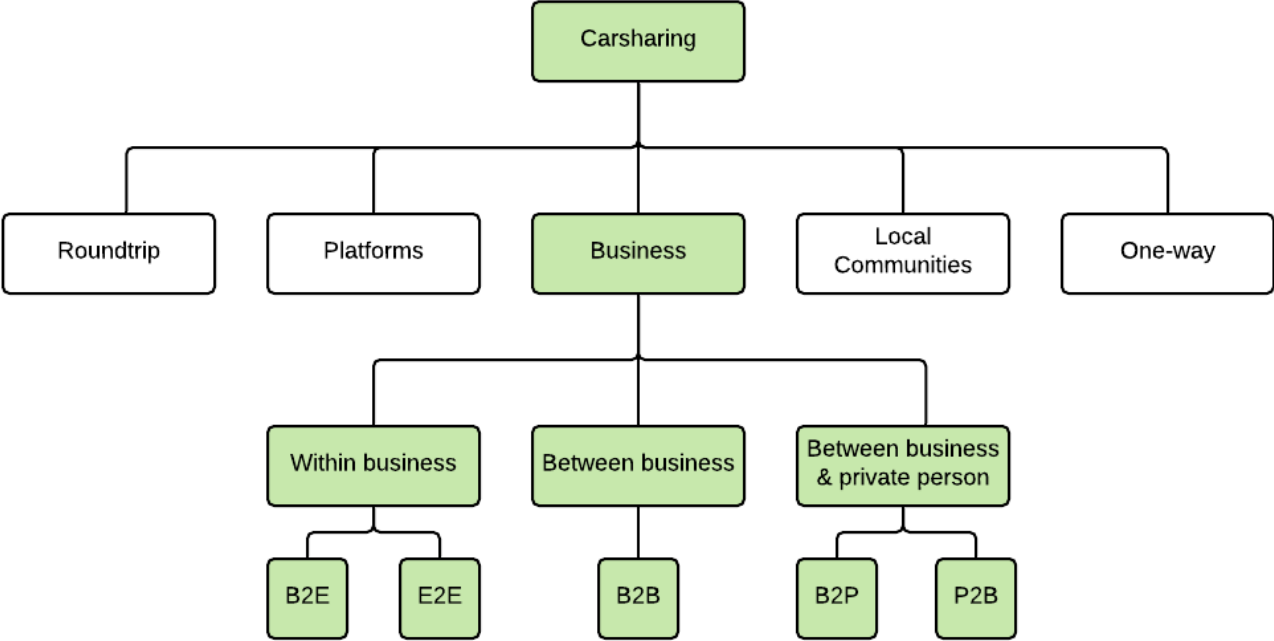 Carsharing
Roundtrip
Platforms
Business
Local
Communities
One-way
Within business
Between business
Between business
& private person
B2E
E2E
B2B
B2P
P2B